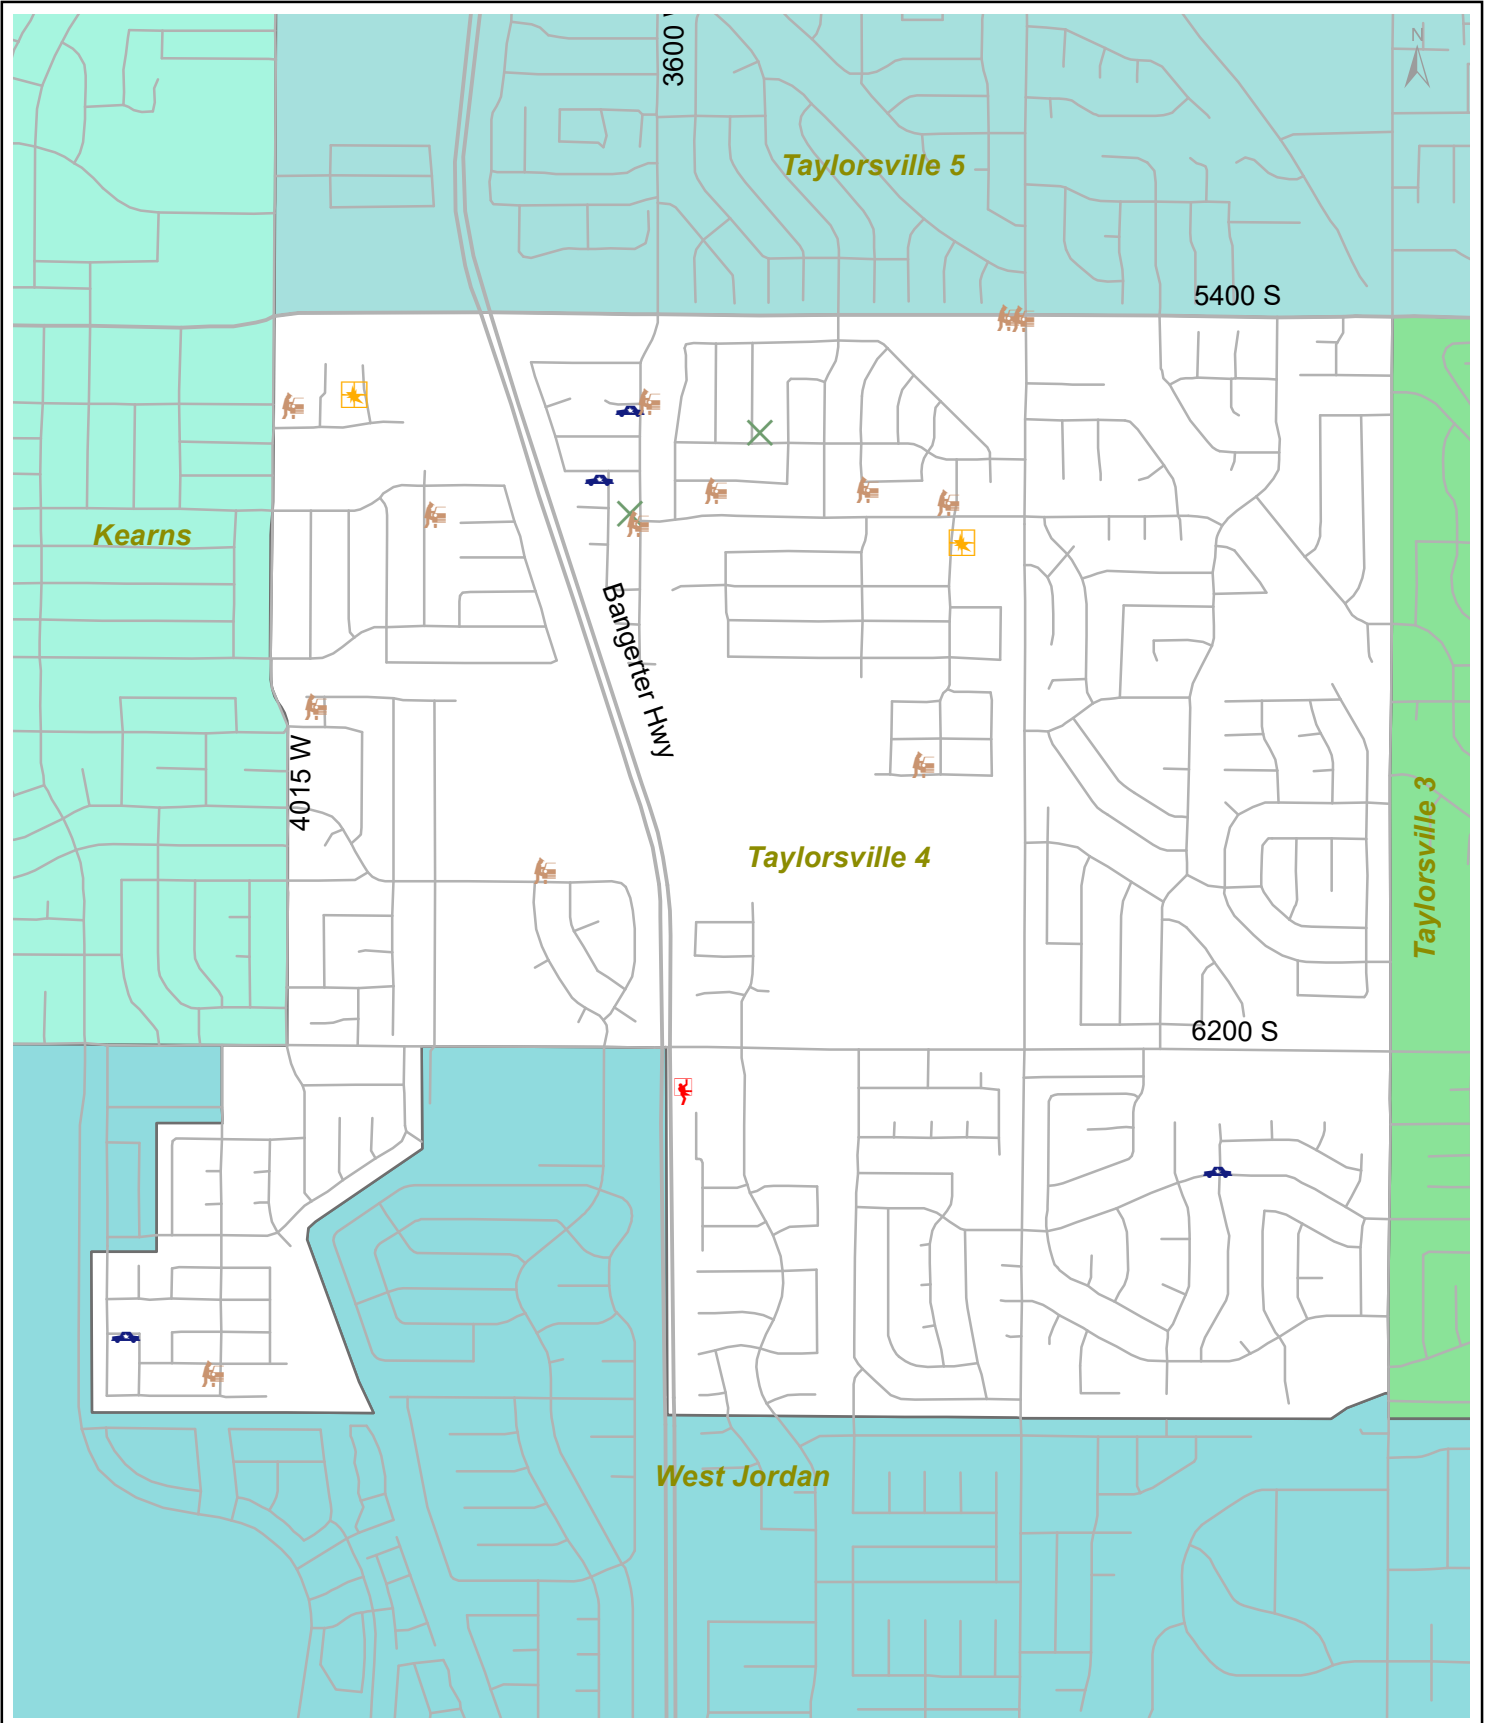 3600
N
Taylorsville 5
5400 S
Kearns
Bangerter Hwy
4015 W
Taylorsville 4
Taylorsville 3
6200 S
West Jordan